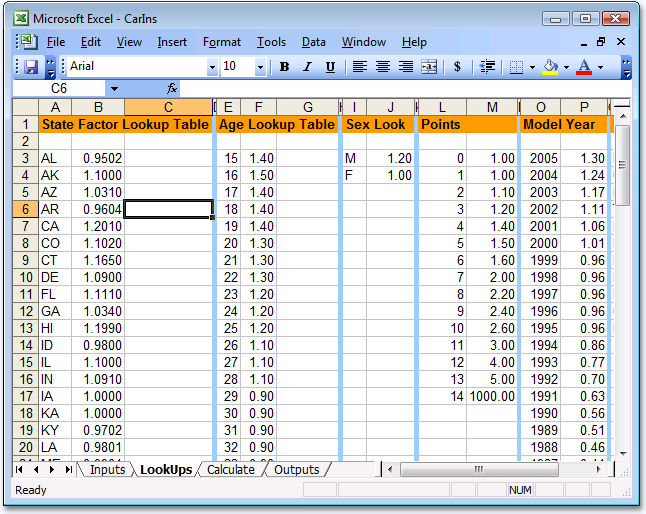 Microsoft Excel - CarIns
File Edit View Insert Format Tools Data Window Help
Arial 10 B I U $
C6 fx
A B C D E F G H I J L M O P
1 State Factor Lookup Table Age Lookup Table Sex Look Points Model Year
2
3 AL 0.9502 15 1.40 M 1.20 0 1.00 2005 1.30
4 AK 1.1000 16 1.50 F 1.00 1 1.00 2004 1.24
5 AZ 1.0310 17 1.40 2 1.10 2003 1.17
6 AR 0.9604 18 1.40 3 1.20 2002 1.11
7 CA 1.2010 19 1.40 4 1.40 2001 1.06
8 CO 1.1020 20 1.30 5 1.50 2000 1.01
9 CT 1.1650 21 1.30 6 1.60 1999 0.96
10 DE 1.0900 22 1.30 7 2.00 1998 0.96
11 FL 1.1110 23 1.20 8 2.20 1997 0.96
12 GA 1.0340 24 1.20 9 2.40 1996 0.96
13 HI 1.1990 25 1.20 10 2.60 1995 0.96
14 ID 0.9800 26 1.10 11 3.00 1994 0.86
15 IL 1.1000 27 1.10 12 4.00 1993 0.77
16 IN 1.0910 28 1.10 13 5.00 1992 0.70
17 IA 1.0000 29 0.90 14 1000.00 1991 0.63
18 KA 1.0000 30 0.90 1990 0.56
19 KY 0.9702 31 0.90 1989 0.51
20 LA 0.9801 32 0.90 1988 0.46
Inputs LookUps Calculate Outputs
Ready NUM